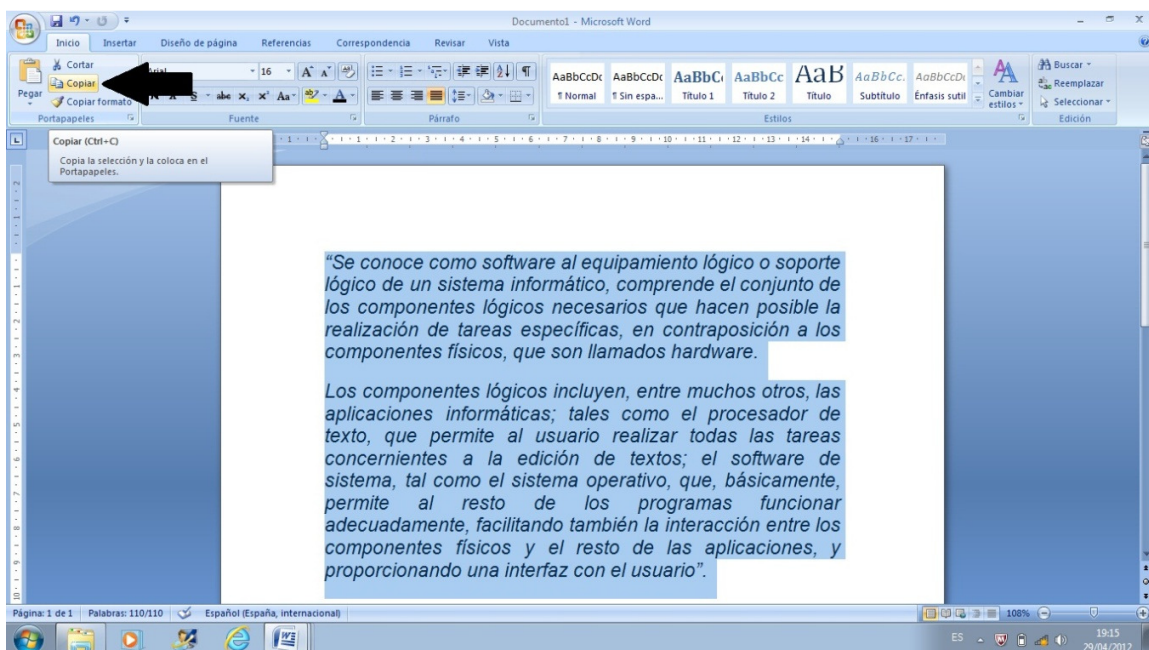 Documento1 - Microsoft Word
Inicio Insertar Diseño de página Referencias Correspondencia Revisar Vista
Cortar
Copiar
Copiar formato
Pegar
16
AaBbCcDc AaBbCcDc AaBbC AaBbCc AaB AaBbCc. AaBbCcDt
¶ Normal ¶ Sin espa... Título 1 Título 2 Título Subtítulo Énfasis sutil
Cambiar estilos
Buscar
Reemplazar
Seleccionar
Portapapeles Fuente Párrafo Estilos Edición
Copiar (Ctrl+C)
Copia la selección y la coloca en el
Portapapeles.
“Se conoce como software al equipamiento lógico o soporte
lógico de un sistema informático, comprende el conjunto de
los componentes lógicos necesarios que hacen posible la
realización de tareas específicas, en contraposición a los
componentes físicos, que son llamados hardware.
Los componentes lógicos incluyen, entre muchos otros, las
aplicaciones informáticas; tales como el procesador de
texto, que permite al usuario realizar todas las tareas
concernientes a la edición de textos; el software de
sistema, tal como el sistema operativo, que, básicamente,
permite al resto de los programas funcionar
adecuadamente, facilitando también la interacción entre los
componentes físicos y el resto de las aplicaciones, y
proporcionando una interfaz con el usuario”.
Página: 1 de 1 Palabras: 110/110 Español (España, internacional) 108%
ES 19:15
29/04/2012